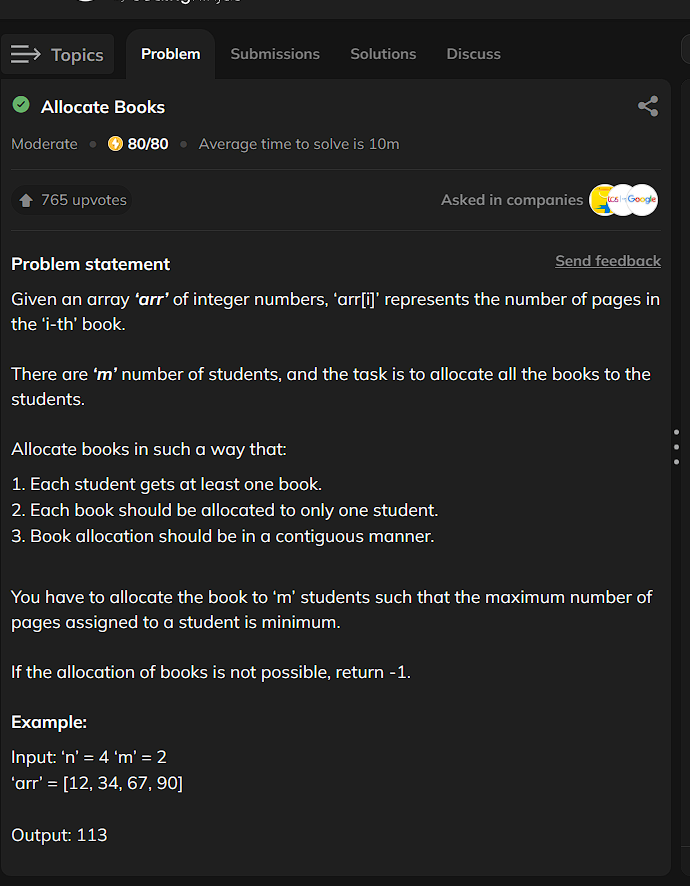 Topics
Problem
Submissions
Solutions
Discuss
Allocate Books
Moderate
80/80
Average time to solve is 10m
765 upvotes
Asked in companies
Google
Problem statement
Send feedback
Given an array ‘arr’ of integer numbers, ‘arr[i]’ represents the number of pages in
the ‘i-th’ book.
There are ‘m’ number of students, and the task is to allocate all the books to the
students.
Allocate books in such a way that:
1. Each student gets at least one book.
2. Each book should be allocated to only one student.
3. Book allocation should be in a contiguous manner.
You have to allocate the book to ‘m’ students such that the maximum number of
pages assigned to a student is minimum.
If the allocation of books is not possible, return -1.
Example:
Input: ‘n’ = 4 ‘m’ = 2
‘arr’ = [12, 34, 67, 90]
Output: 113